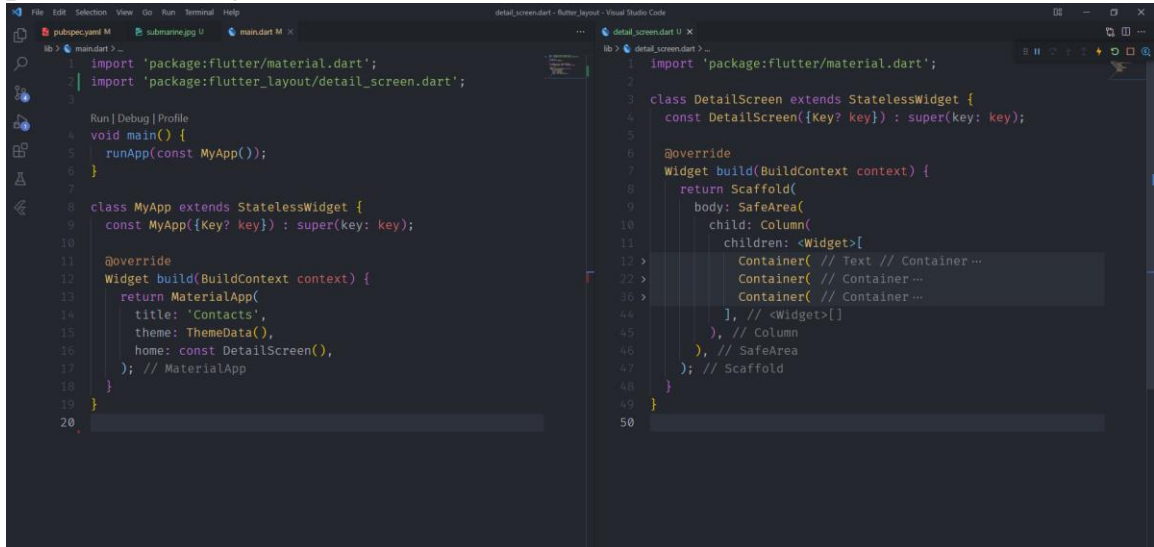 File Edit Selection View Go Run Terminal Help
detail_screen.dart - flutter_layout - Visual Studio Code
pubspec.yaml M submarine.jpg U main.dart M
lib > main.dart > ...
1 import 'package:flutter/material.dart';
2 import 'package:flutter_layout/detail_screen.dart';
3
Run | Debug | Profile
4 void main() {
5 runApp(const MyApp());
6 }
7
8 class MyApp extends StatelessWidget {
9 const MyApp({Key? key}) : super(key: key);
10
11 @override
12 Widget build(BuildContext context) {
13 return MaterialApp(
14 title: 'Contacts',
15 theme: ThemeData(),
16 home: const DetailScreen(),
17 ); // MaterialApp
18 }
19 }
20
detail_screen.dart U
lib > detail_screen.dart > ...
1 import 'package:flutter/material.dart';
2
3 class DetailScreen extends StatelessWidget {
4 const DetailScreen({Key? key}) : super(key: key);
5
6 @override
7 Widget build(BuildContext context) {
8 return Scaffold(
9 body: SafeArea(
10 child: Column(
11 children: <Widget>[
12 > Container( // Text // Container ⋯
22 > Container( // Container ⋯
36 > Container( // Container ⋯
44 ], // <Widget>[]
45 ), // Column
46 ), // SafeArea
47 ); // Scaffold
48 }
49 }
50